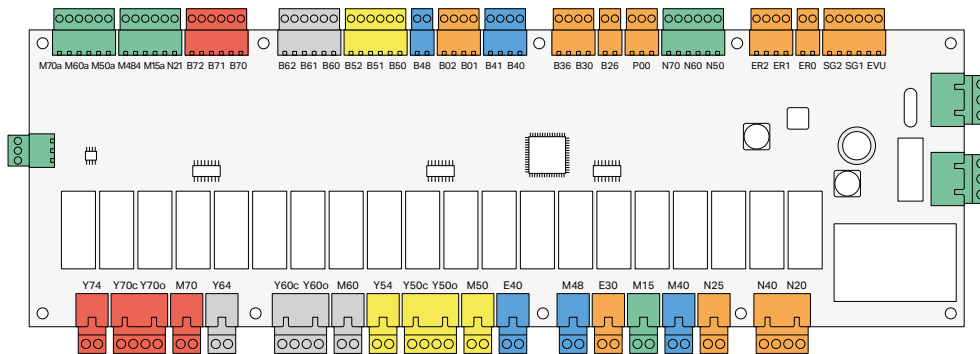 M70a M60a M50a M484 M15a N21 B72 B71 B70 B62 B61 B60 B52 B51 B50 B48 B02 B01 B41 B40 B36 B30 B26 P00 N70 N60 N50 ER2 ER1 ER0 SG2 SG1 EVU
Y74 Y70c Y70o M70 Y64 Y60c Y60o M60 Y54 Y50c Y50o M50 E40 M48 E30 M15 M40 N25 N40 N20